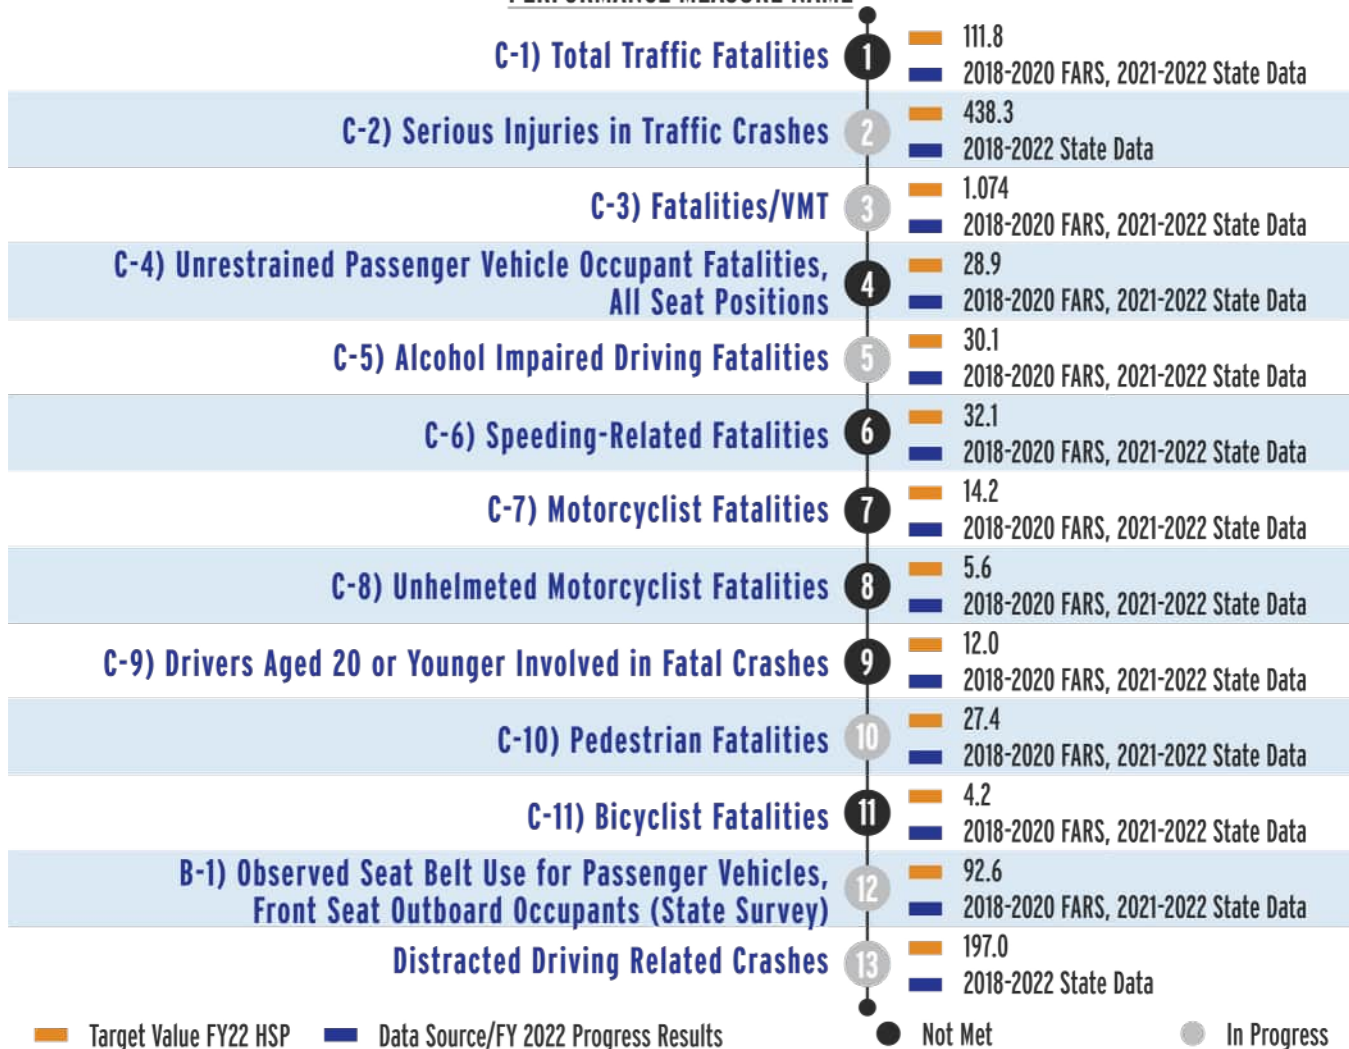 PERFORMANCE MEASURE NAME
C-1) Total Traffic Fatalities
1
111.8
2018-2020 FARS, 2021-2022 State Data
C-2) Serious Injuries in Traffic Crashes
2
438.3
2018-2022 State Data
C-3) Fatalities/VMT
3
1.074
2018-2020 FARS, 2021-2022 State Data
C-4) Unrestrained Passenger Vehicle Occupant Fatalities,
All Seat Positions
4
28.9
2018-2020 FARS, 2021-2022 State Data
C-5) Alcohol Impaired Driving Fatalities
5
30.1
2018-2020 FARS, 2021-2022 State Data
C-6) Speeding-Related Fatalities
6
32.1
2018-2020 FARS, 2021-2022 State Data
C-7) Motorcyclist Fatalities
7
14.2
2018-2020 FARS, 2021-2022 State Data
C-8) Unhelmeted Motorcyclist Fatalities
8
5.6
2018-2020 FARS, 2021-2022 State Data
C-9) Drivers Aged 20 or Younger Involved in Fatal Crashes
9
12.0
2018-2020 FARS, 2021-2022 State Data
C-10) Pedestrian Fatalities
10
27.4
2018-2020 FARS, 2021-2022 State Data
C-11) Bicyclist Fatalities
11
4.2
2018-2020 FARS, 2021-2022 State Data
B-1) Observed Seat Belt Use for Passenger Vehicles,
Front Seat Outboard Occupants (State Survey)
12
92.6
2018-2020 FARS, 2021-2022 State Data
Distracted Driving Related Crashes
13
197.0
2018-2022 State Data
Target Value FY22 HSP
Data Source/FY 2022 Progress Results
Not Met
In Progress